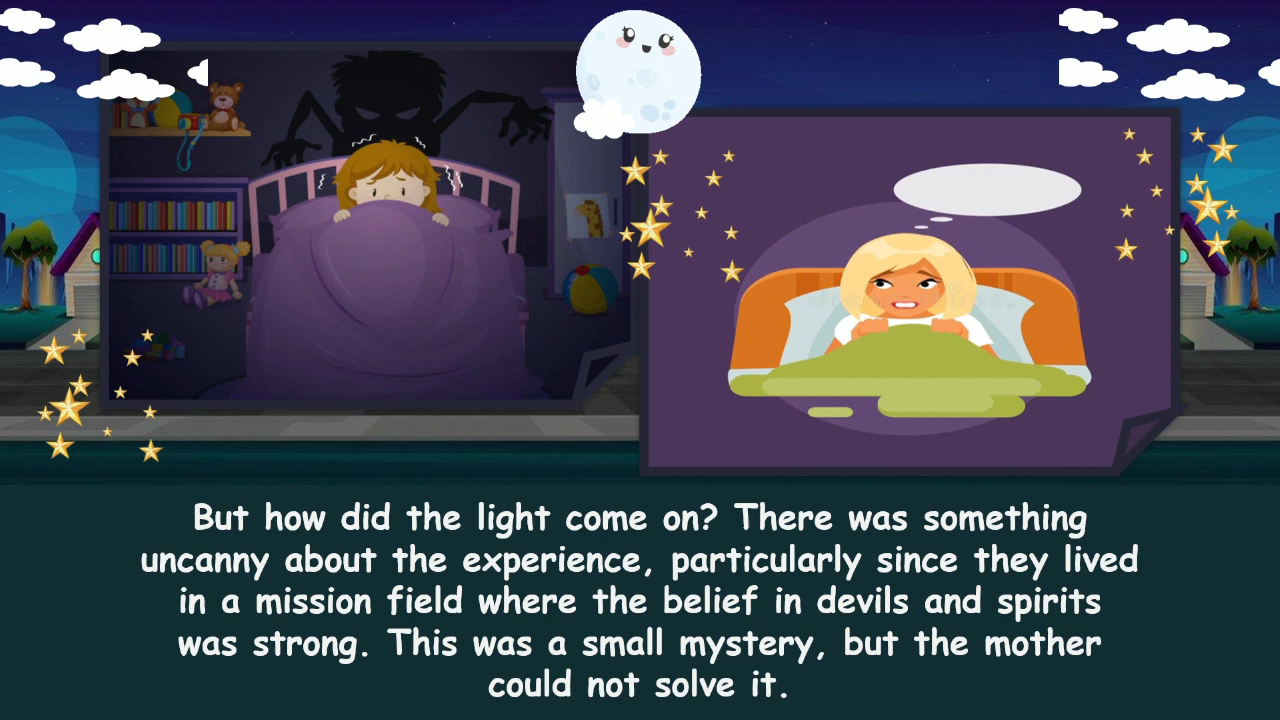 But how did the light come on? There was something
uncanny about the experience, particularly since they lived
in a mission field where the belief in devils and spirits
was strong. This was a small mystery, but the mother
could not solve it.